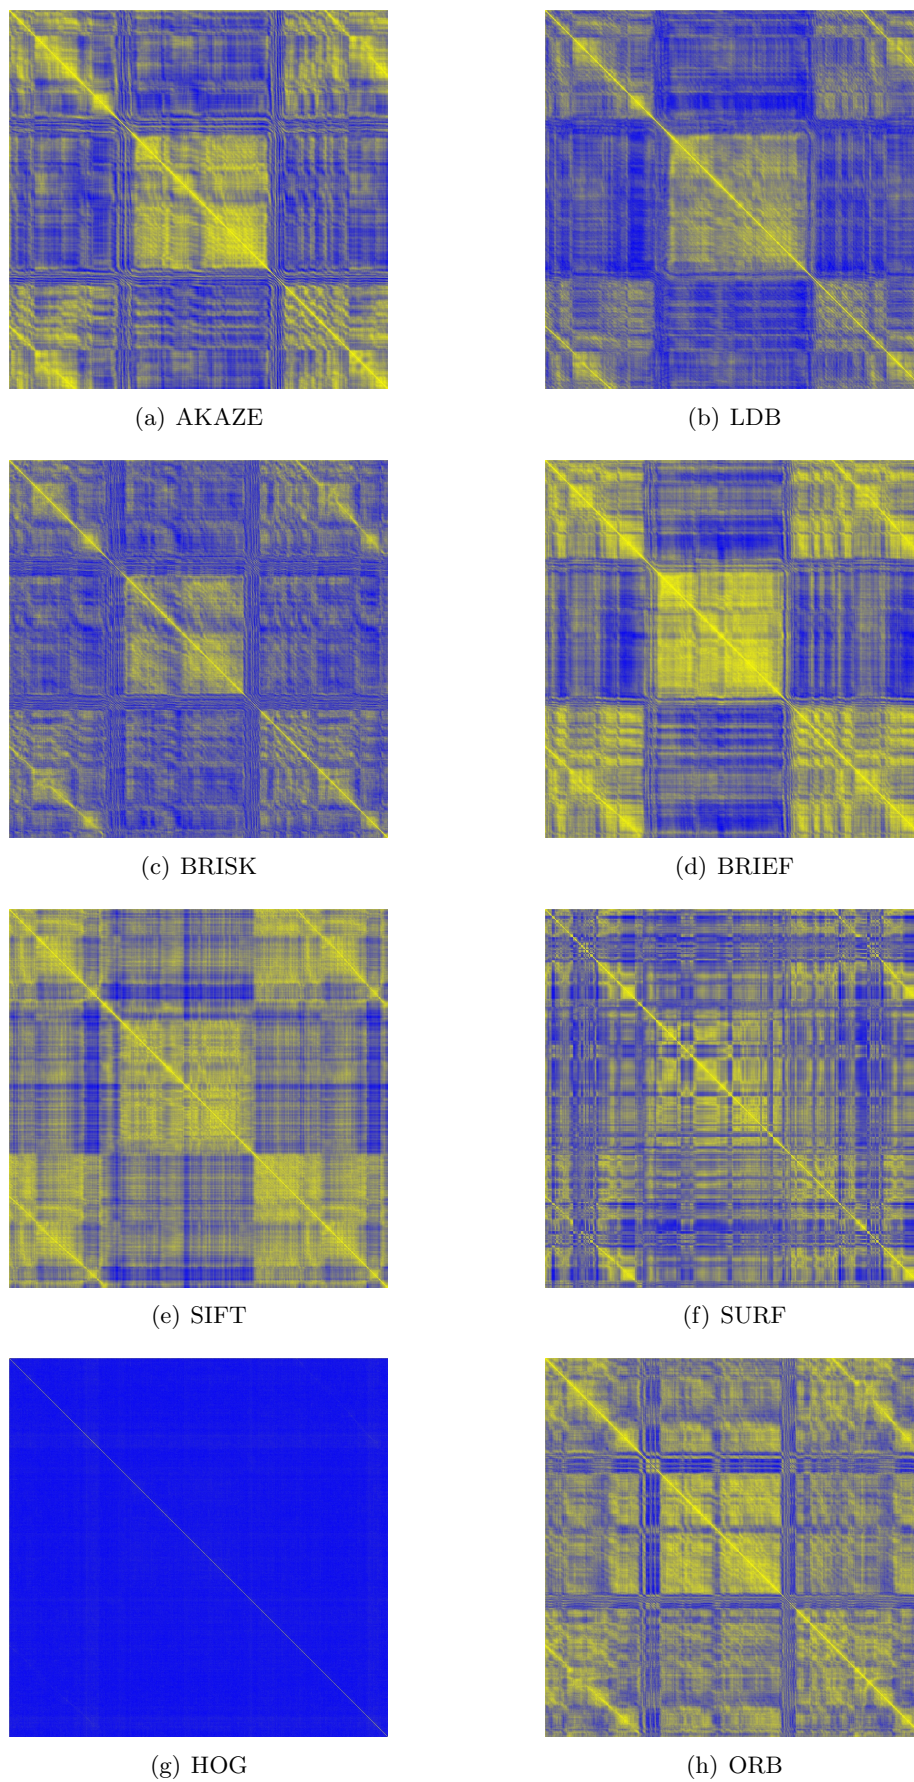 (a) AKAZE
(b) LDB
(c) BRISK
(d) BRIEF
(e) SIFT
(f) SURF
(g) HOG
(h) ORB